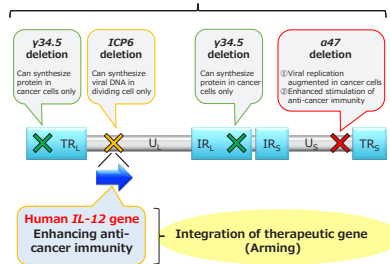 γ34.5
deletion
Can synthesize
protein in
cancer cells only
ICP6
deletion
Can synthesize
viral DNA in
dividing cell only
γ34.5
deletion
Can synthesize
protein in cancer
cells only
α47
deletion
①Viral replication
augmented in cancer cells
②Enhanced stimulation of
anti-cancer immunity
TRL UL IRL IRS US TRS
Human IL-12 gene
Enhancing anti-
cancer immunity
Integration of therapeutic gene
(Arming)